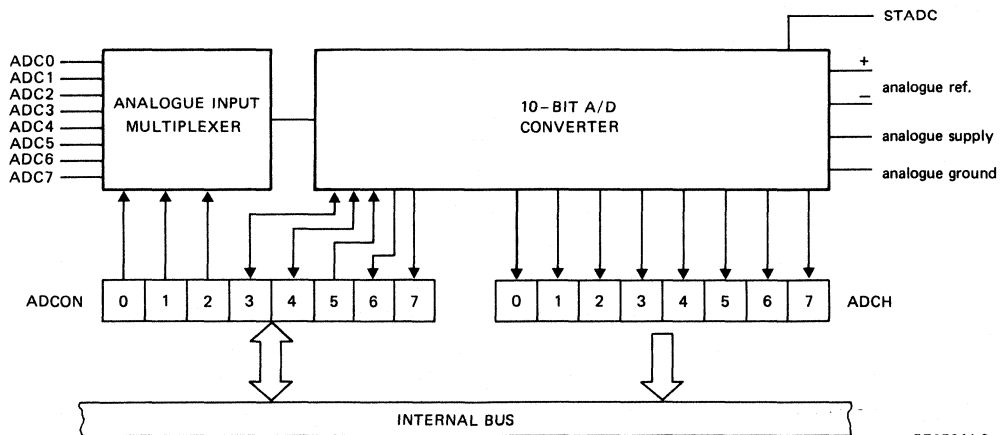 STADC
ADC0
ADC1
ADC2
ADC3
ADC4
ADC5
ADC6
ADC7
ANALOGUE INPUT
MULTIPLEXER
10-BIT A/D
CONVERTER
+
analogue ref.
−
analogue supply
analogue ground
ADCON 0 1 2 3 4 5 6 7
0 1 2 3 4 5 6 7 ADCH
INTERNAL BUS